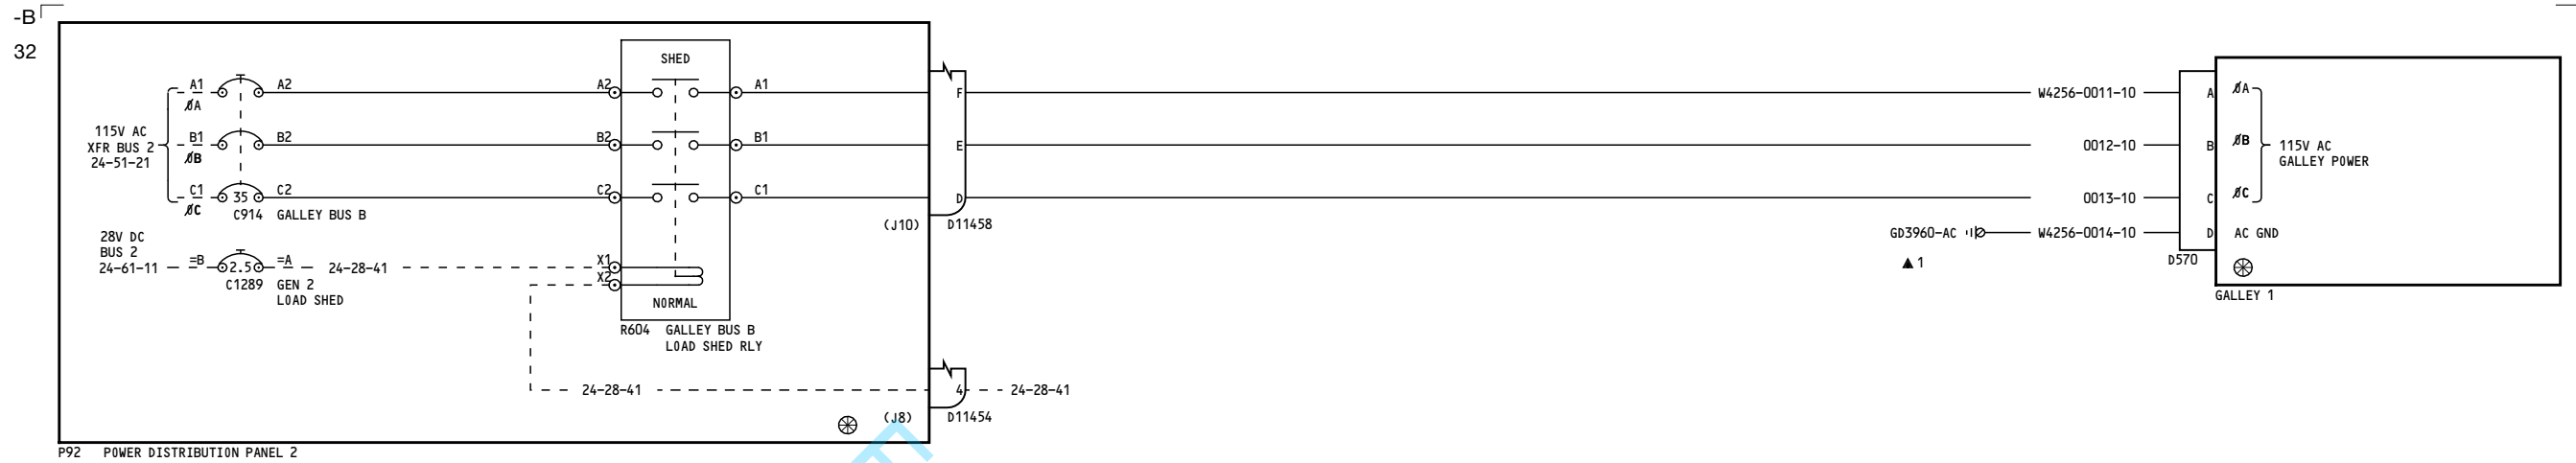 -B
32
SHED
A1 A2 A2 A1 F W4256-0011-10 A ØA
ØA
115V AC
XFR BUS 2
24-51-21
B1 B2 B2 B1 E 0012-10 B ØB
ØB
115V AC
GALLEY POWER
C1 35 C2 C2 C1 D 0013-10 C ØC
ØC
C914 GALLEY BUS B
(J10) D11458
GD3960-AC W4256-0014-10 D AC GND
▲ 1
D570
GALLEY 1
28V DC
BUS 2
24-61-11 =B 2.5 =A 24-28-41 X1
X2
C1289 GEN 2
LOAD SHED
NORMAL
R604 GALLEY BUS B
LOAD SHED RLY
24-28-41 4 24-28-41
(J8) D11454
P92 POWER DISTRIBUTION PANEL 2